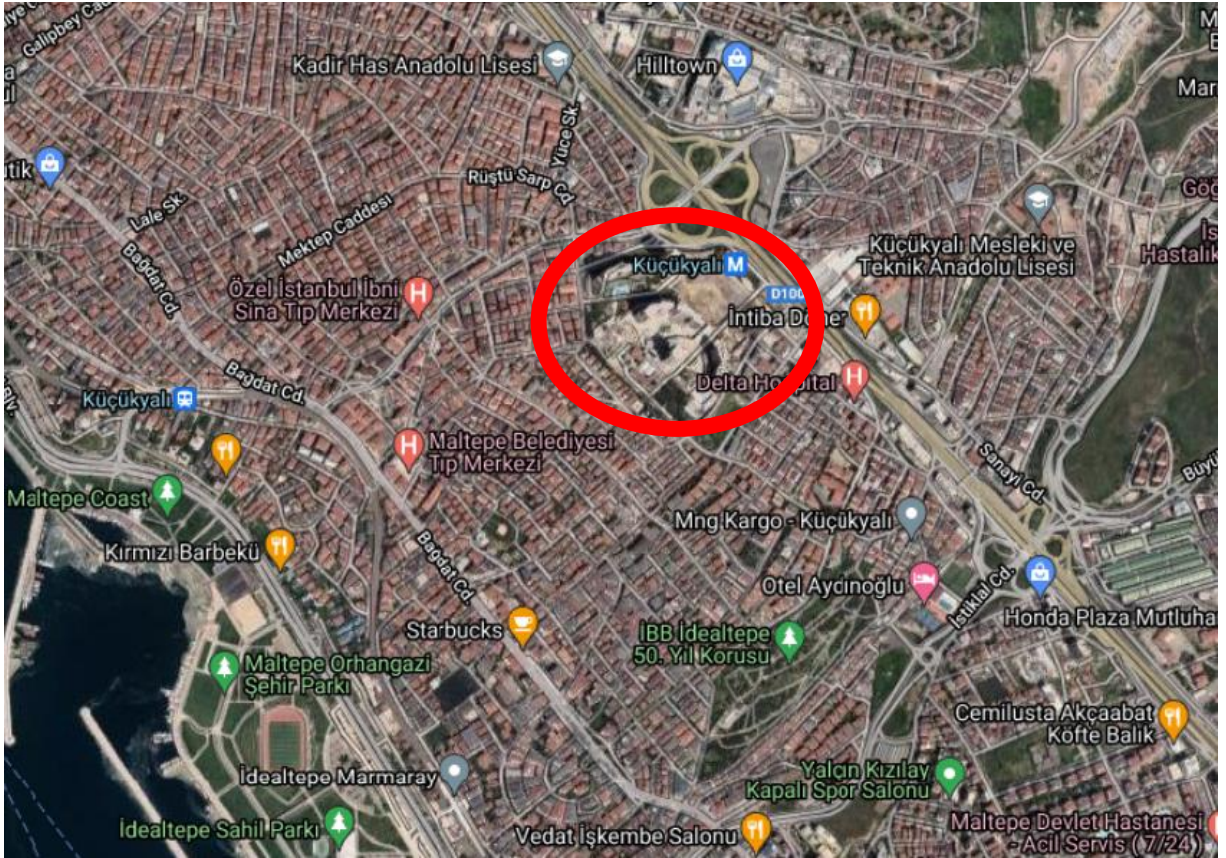 Galipbey Cad
Kadir Has Anadolu Lisesi
Hilltown
M
Mar
Yüce Sk.
tik
Rüştü Sarp Cd.
Lale Sk.
Mektep Caddesi
Göğ
İs
Hastalık
Bağdat Cd.
Küçükyalı M
Küçükyalı Mesleki ve
Teknik Anadolu Lisesi
Özel İstanbul İbni
Sina Tıp Merkezi
H
D100
İntiba Döner
Bağdat Cd.
Delta Hospital
H
Küçükyalı
H
Maltepe Belediyesi
Tıp Merkezi
Sanayi Cd.
Büyü
Maltepe Coast
Mng Kargo - Küçükyalı
Kırmızı Barbekü
Bağdat Cd.
Otel Aydınoğlu
İstiklal Cd.
Honda Plaza Mutluhan
Starbucks
İBB İdealtepe
50. Yıl Korusu
Maltepe Orhangazi
Şehir Parkı
Cemilusta Akçaabat
Köfte Balık
İdealtepe Marmaray
Yalçın Kızılay
Kapalı Spor Salonu
İdealtepe Sahil Parkı
Vedat İşkembe Salonu
Maltepe Devlet Hastanesi
- Acil Servis (7/24)